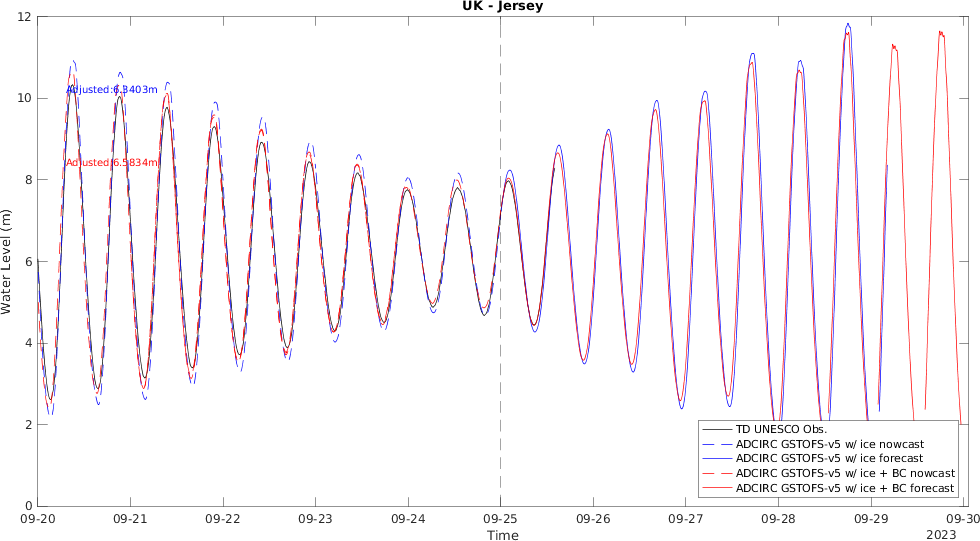 UK - Jersey
12
10
8
6
4
2
0
Water Level (m)
Adjusted:6.3403m
Adjusted:6.5834m
TD UNESCO Obs.
ADCIRC GSTOFS-v5 w/ ice nowcast
ADCIRC GSTOFS-v5 w/ ice forecast
ADCIRC GSTOFS-v5 w/ ice + BC nowcast
ADCIRC GSTOFS-v5 w/ ice + BC forecast
09-20 09-21 09-22 09-23 09-24 09-25 09-26 09-27 09-28 09-29 09-30
Time
2023